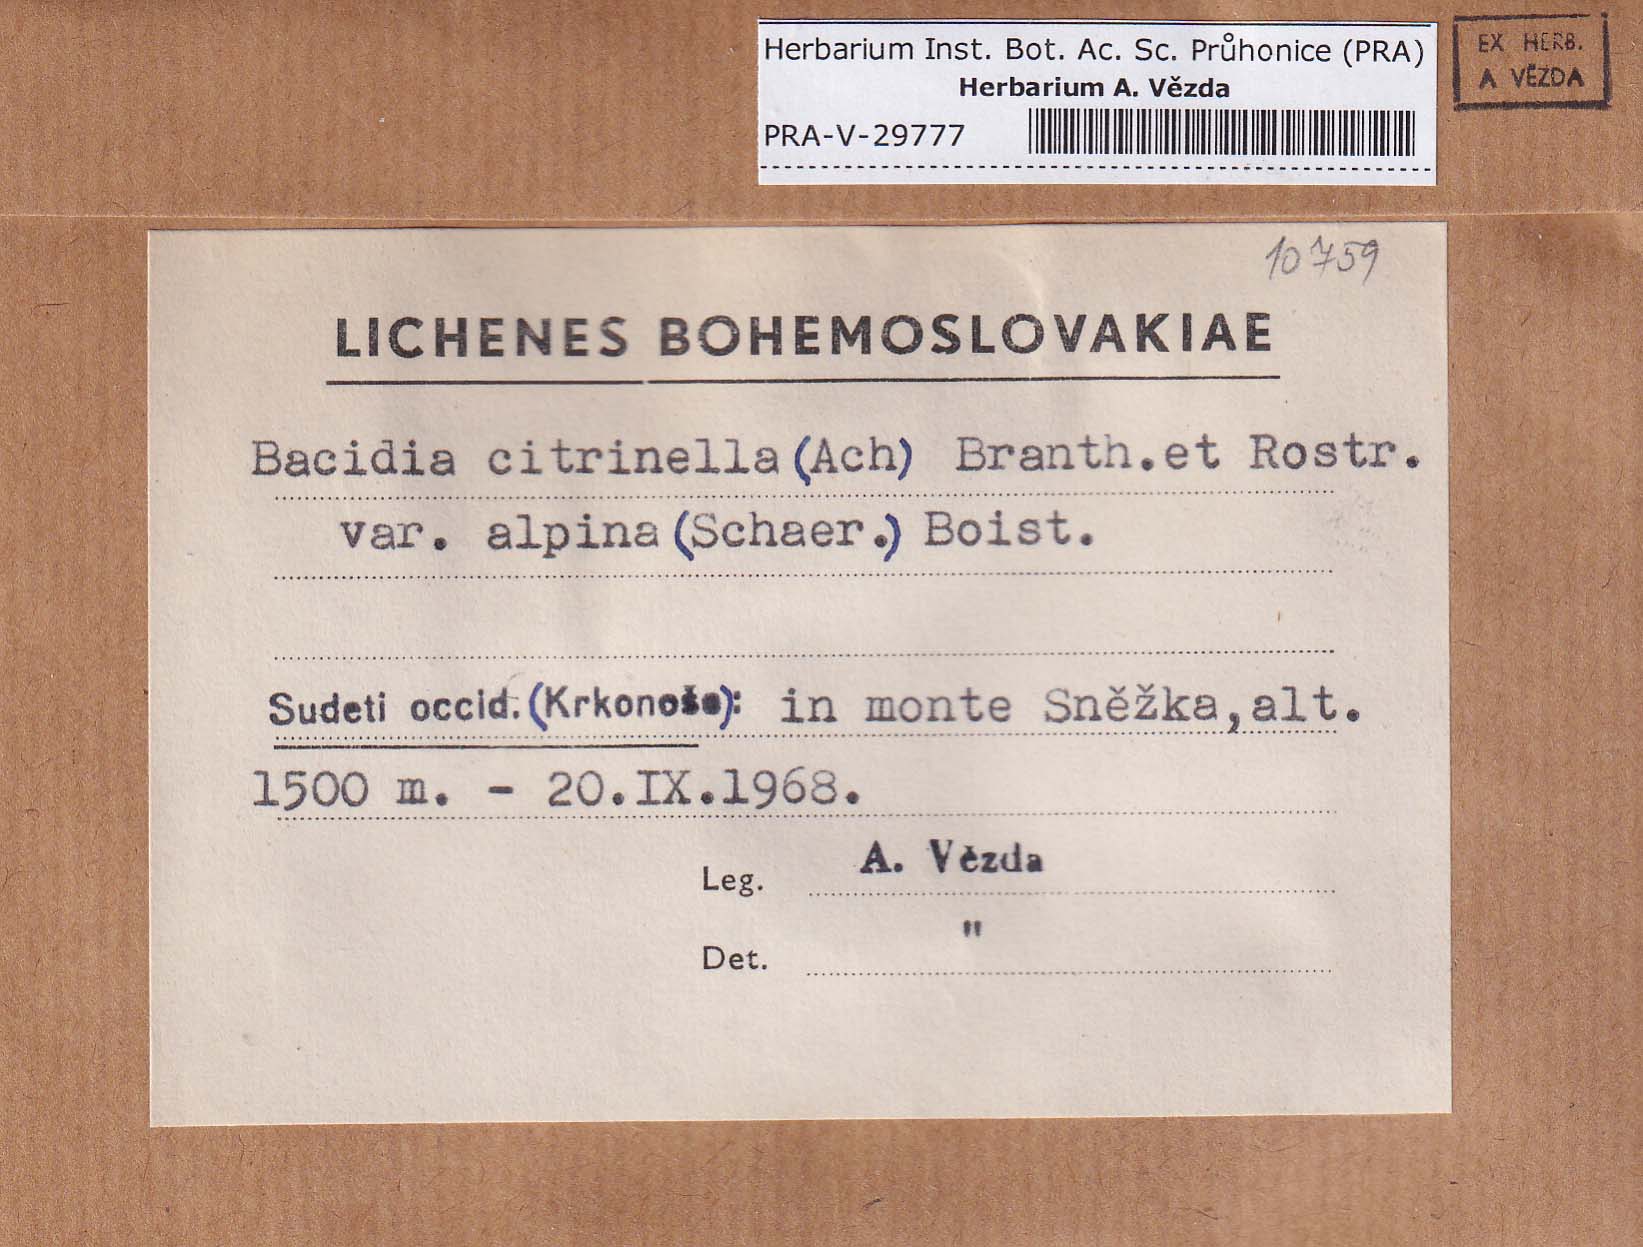 Herbarium Inst. Bot. Ac. Sc. Průhonice (PRA)
Herbarium A. Vězda
PRA-V-29777
EX HERB.
A VĚZDA
10759
LICHENES BOHEMOSLOVAKIAE
Bacidia citrinella (Ach) Branth. et Rostr.
var. alpina (Schaer.) Boist.
Sudeti occid. (Krkonoše): in monte Sněžka, alt.
1500 m. - 20.IX.1968.
Leg. A. Vězda
Det. "